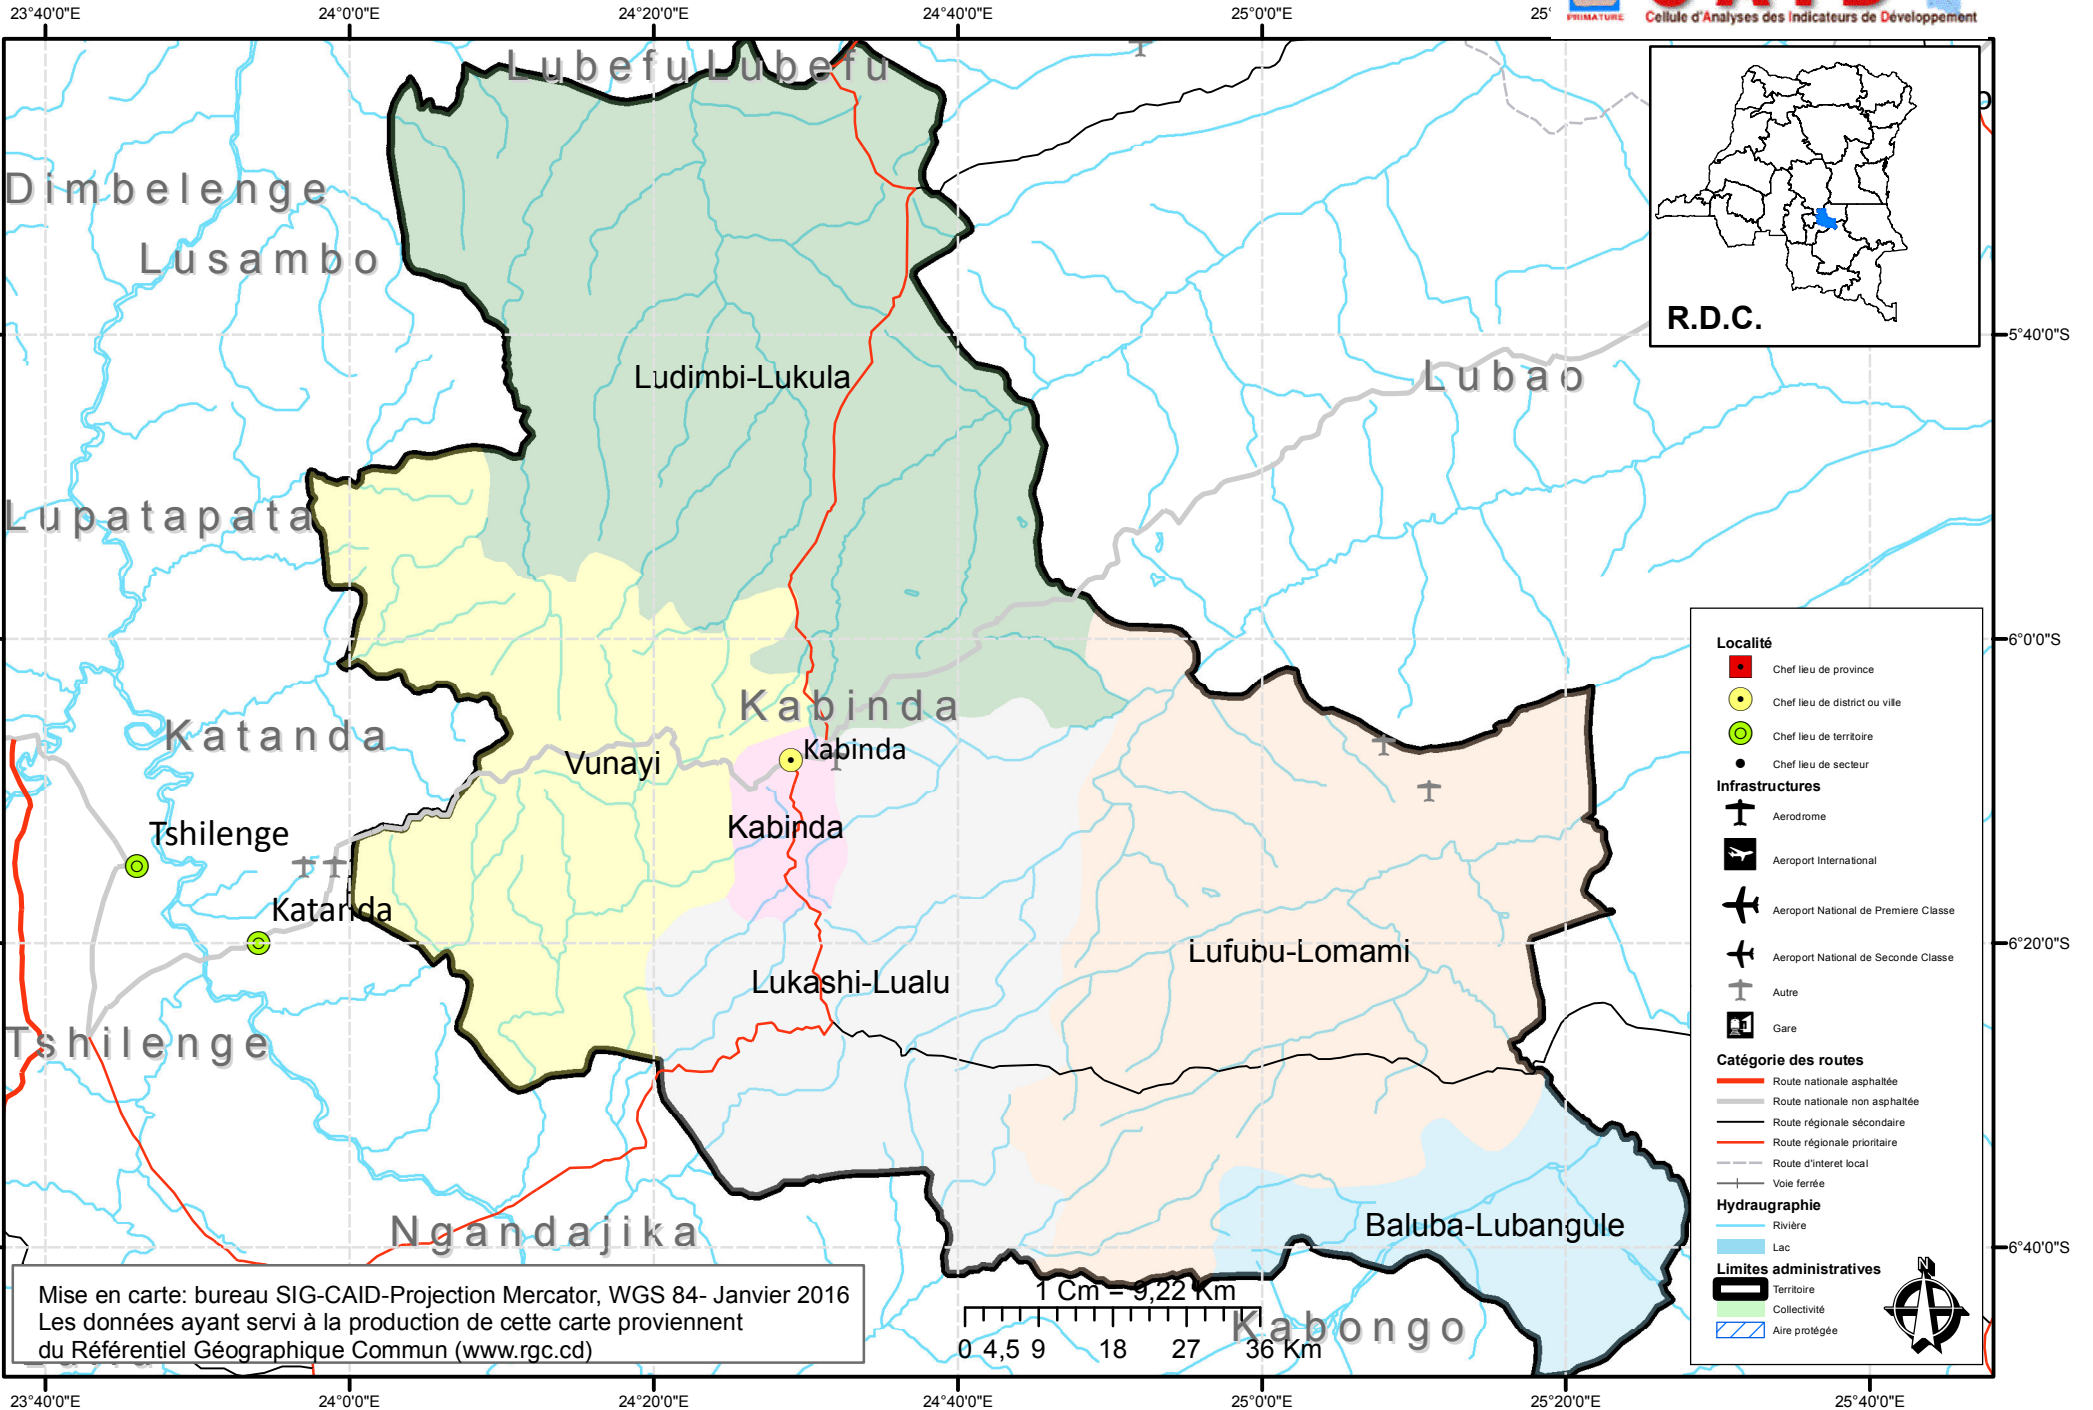 PRIMATURE
Cellule d'Analyses des Indicateurs de Développement
23°40'0"E
24°0'0"E
24°20'0"E
24°40'0"E
25°0'0"E
25°
Lubefu
Lubefu
Dimbelenge
Lusambo
R.D.C.
5°40'0"S
Ludimbi-Lukula
Lubao
Lupatapata
6°0'0"S
Kabinda
Katanda
Kabinda
Vunayi
Kabinda
Tshilenge
Katanda
6°20'0"S
Lufubu-Lomami
Lukashi-Lualu
Tshilenge
Ngandajika
Baluba-Lubangule
6°40'0"S
Kabongo
Localité
Chef lieu de province
Chef lieu de district ou ville
Chef lieu de territoire
Chef lieu de secteur
Infrastructures
Aerodrome
Aeroport International
Aeroport National de Premiere Classe
Aeroport National de Seconde Classe
Autre
Gare
Catégorie des routes
Route nationale asphaltée
Route nationale non asphaltée
Route régionale sécondaire
Route régionale prioritaire
Route d'interet local
Voie ferrée
Hydraugraphie
Rivière
Lac
Limites administratives
Territoire
Collectivité
Aire protégée
N
Mise en carte: bureau SIG-CAID-Projection Mercator, WGS 84- Janvier 2016
Les données ayant servi à la production de cette carte proviennent
du Référentiel Géographique Commun (www.rgc.cd)
1 Cm = 9,22 Km
0 4,5 9 18 27 36 Km
23°40'0"E
24°0'0"E
24°20'0"E
24°40'0"E
25°0'0"E
25°20'0"E
25°40'0"E